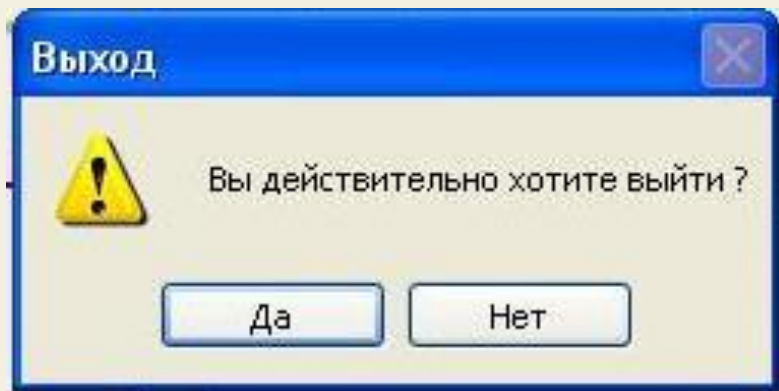 Выход
Вы действительно хотите выйти ?
Да
Нет